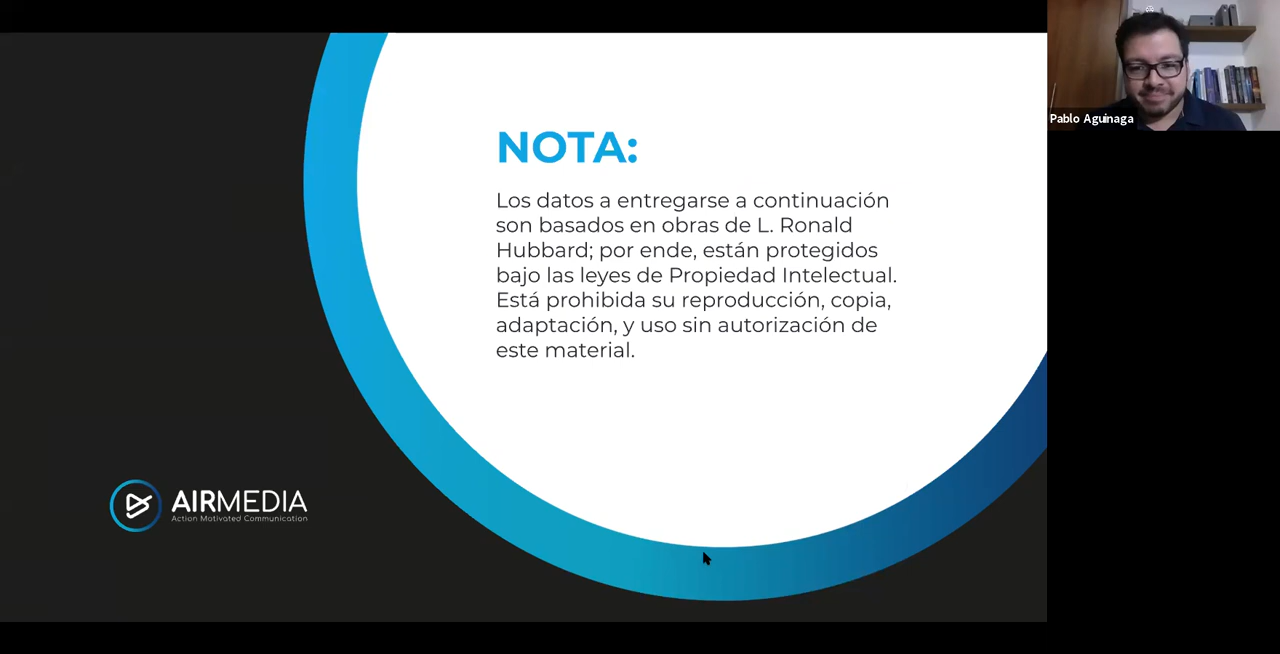 Pablo Aguinaga
NOTA:
Los datos a entregarse a continuación
son basados en obras de L. Ronald
Hubbard; por ende, están protegidos
bajo las leyes de Propiedad Intelectual.
Está prohibida su reproducción, copia,
adaptación, y uso sin autorización de
este material.
AIRMEDIA
Action Motivated Communication